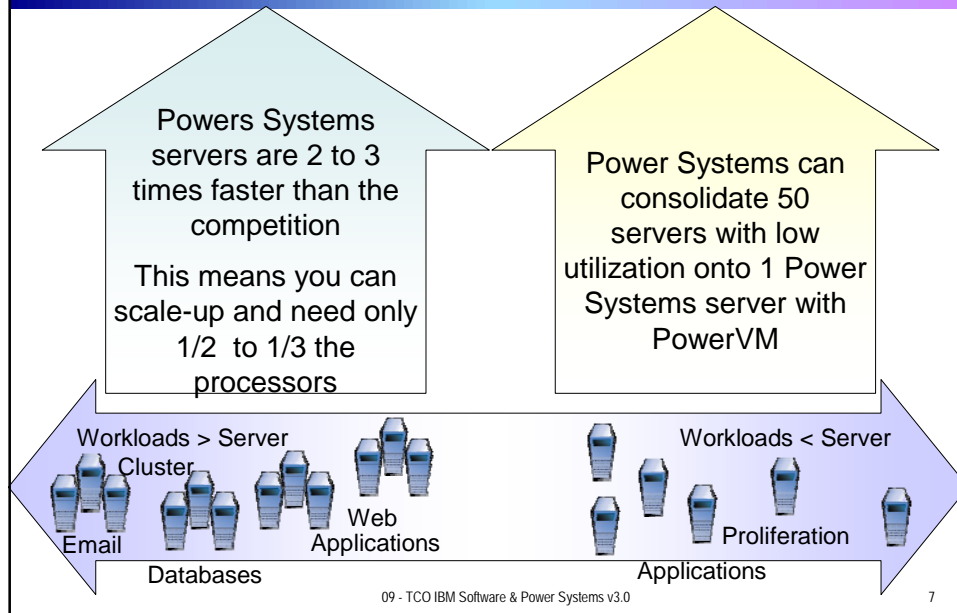 Powers Systems
servers are 2 to 3
times faster than the
competition
This means you can
scale-up and need only
1/2 to 1/3 the
processors
Power Systems can
consolidate 50
servers with low
utilization onto 1 Power
Systems server with
PowerVM
Workloads > Server
Cluster
Email
Databases
Web
Applications
Workloads < Server
Proliferation
Applications
09 - TCO IBM Software & Power Systems v3.0
7